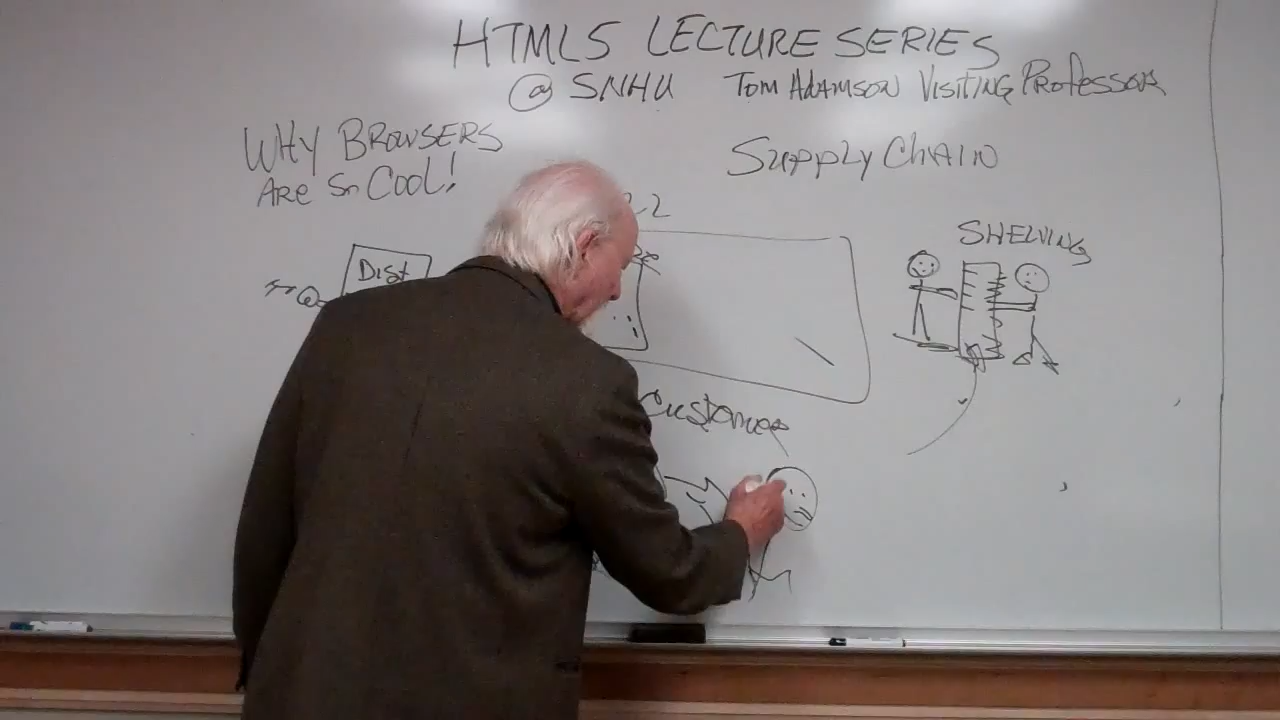 HTML5 LECTURE SERIES
@ SNHU TOM ADAMSON VISITING PROFESSOR
WHY BROWSERS
ARE So COOL!
SUPPLY CHAIN
SHELVING
Dist
Customer